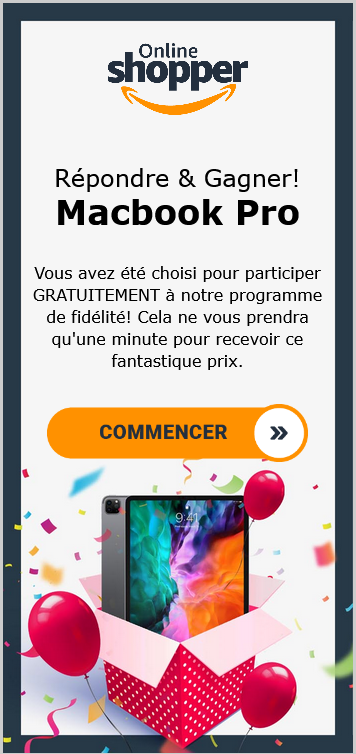 Online
shopper
Répondre & Gagner!
Macbook Pro
Vous avez été choisi pour participer
GRATUITEMENT à notre programme
de fidélité! Cela ne vous prendra
qu'une minute pour recevoir ce
fantastique prix.
COMMENCER »
9:41